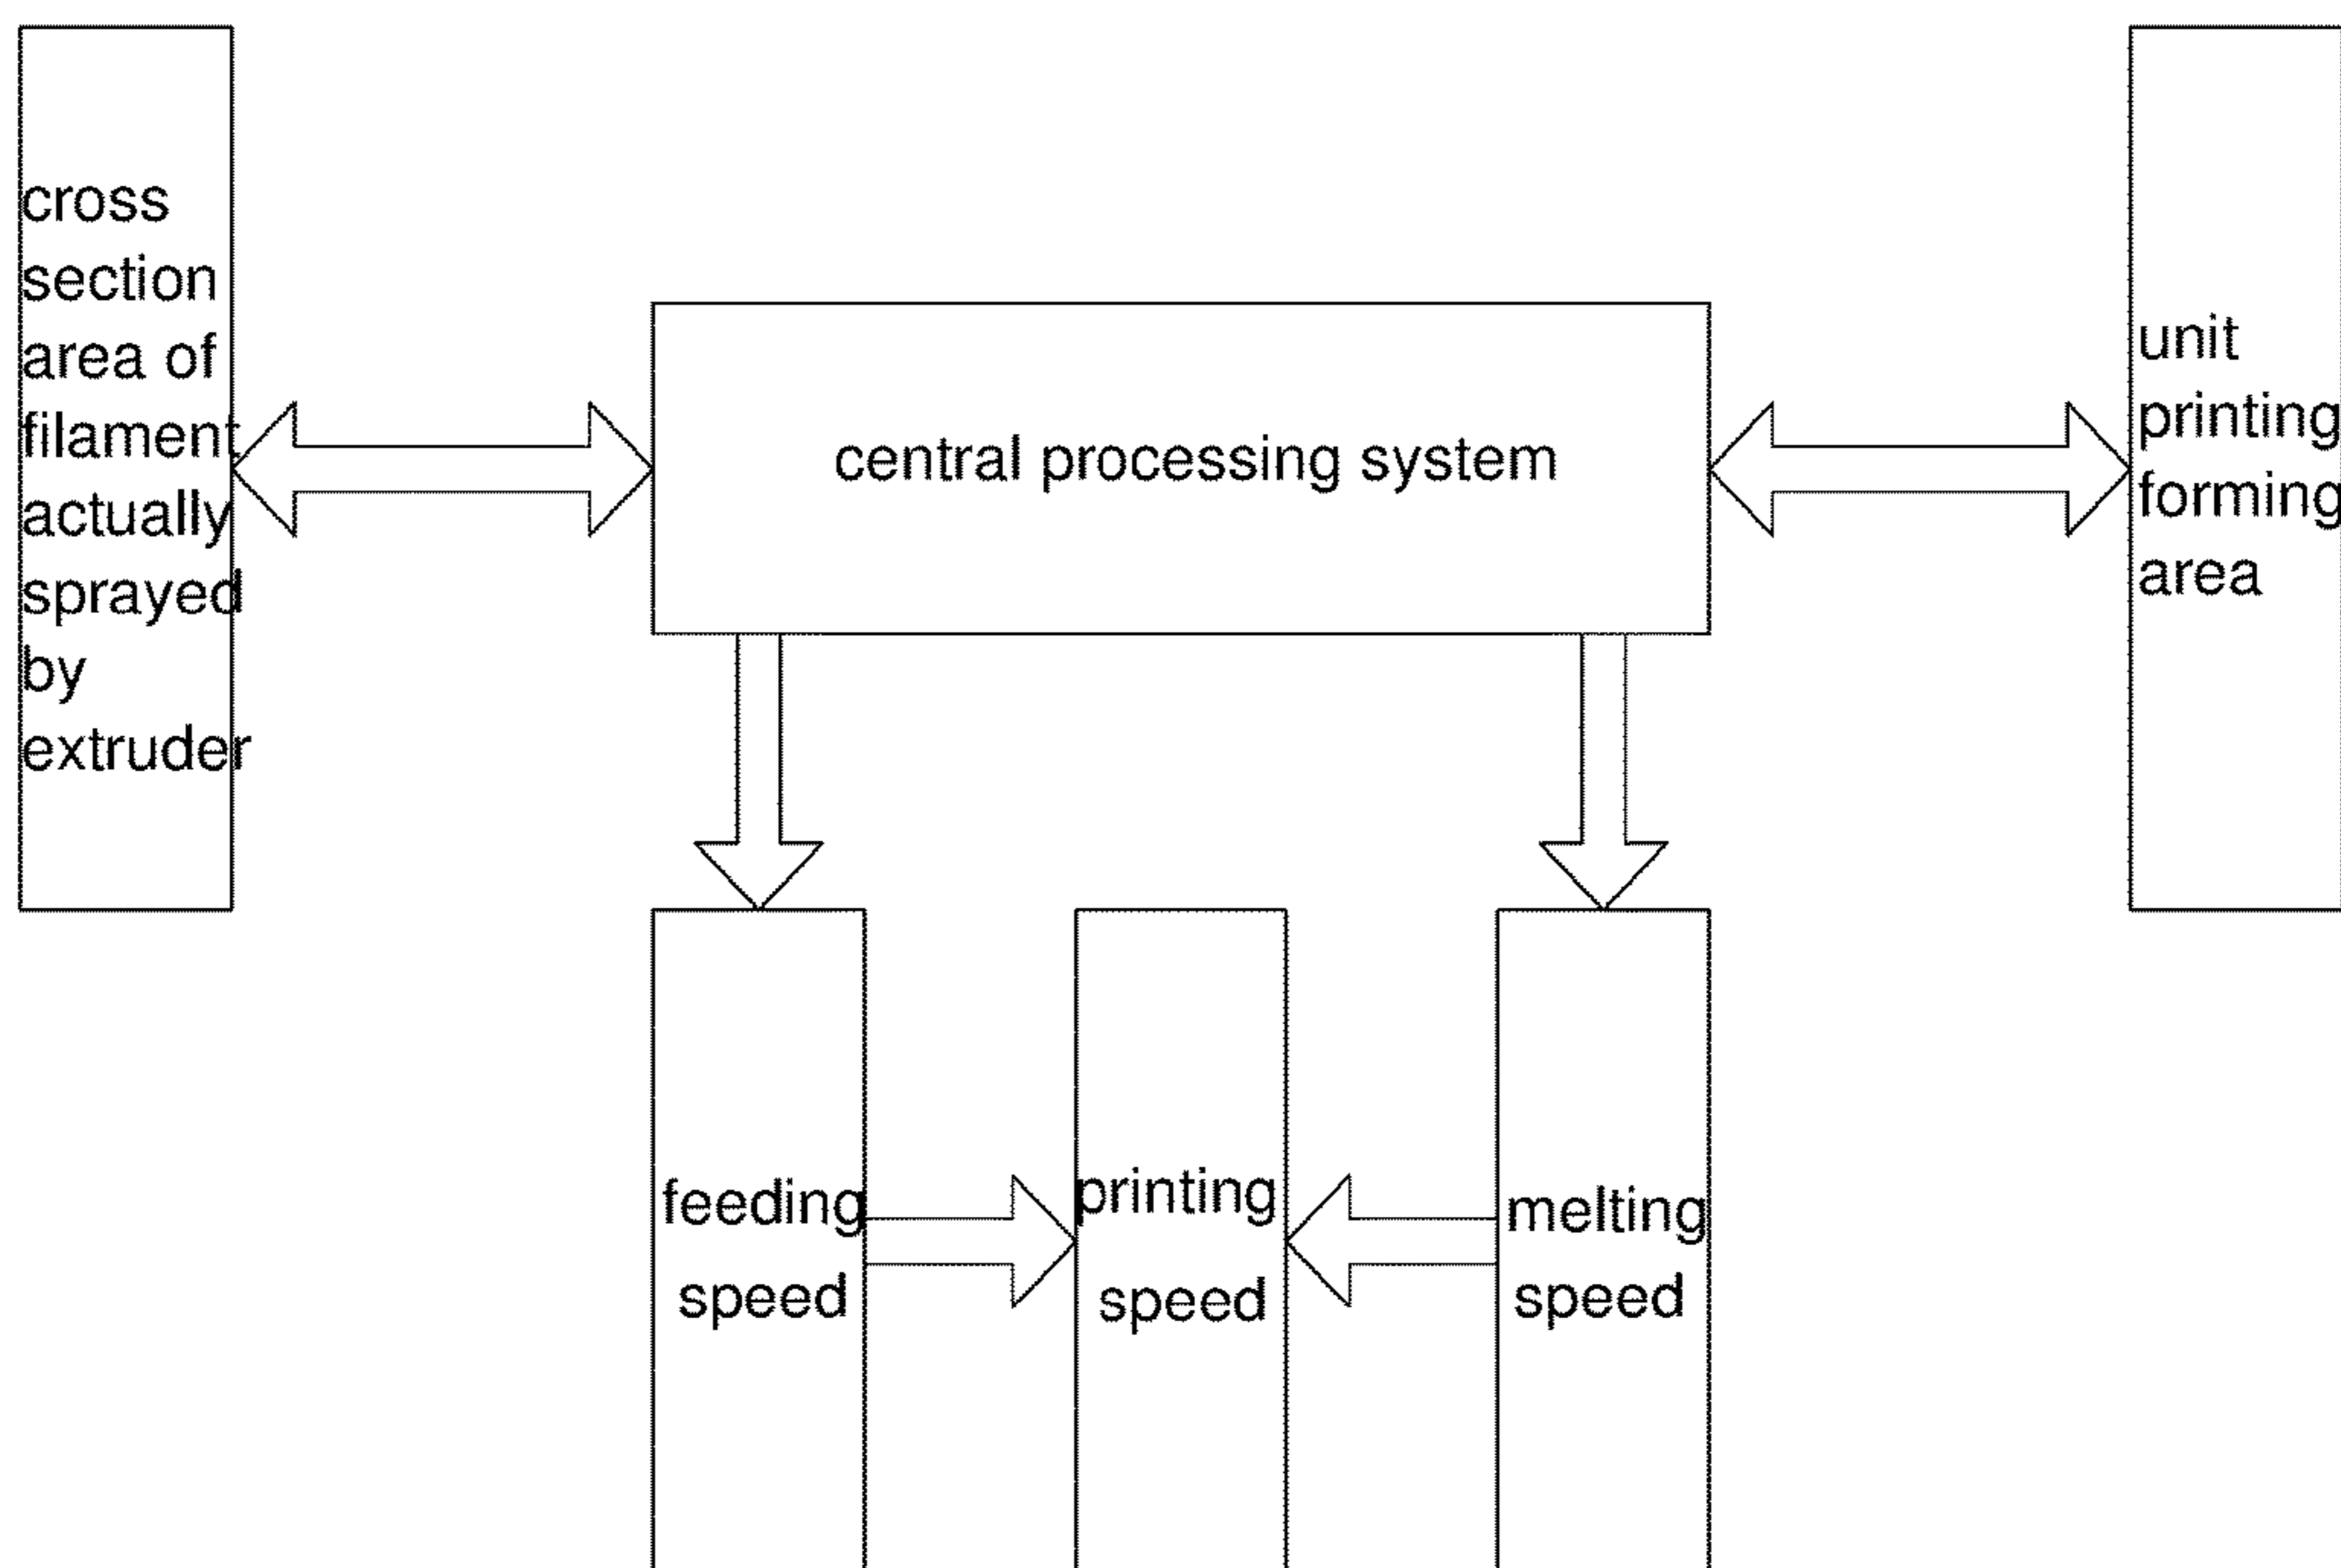 cross
section
area of
filament
actually
sprayed
by
extruder
central processing system
unit
printing
forming
area
feeding
speed
printing
speed
melting
speed